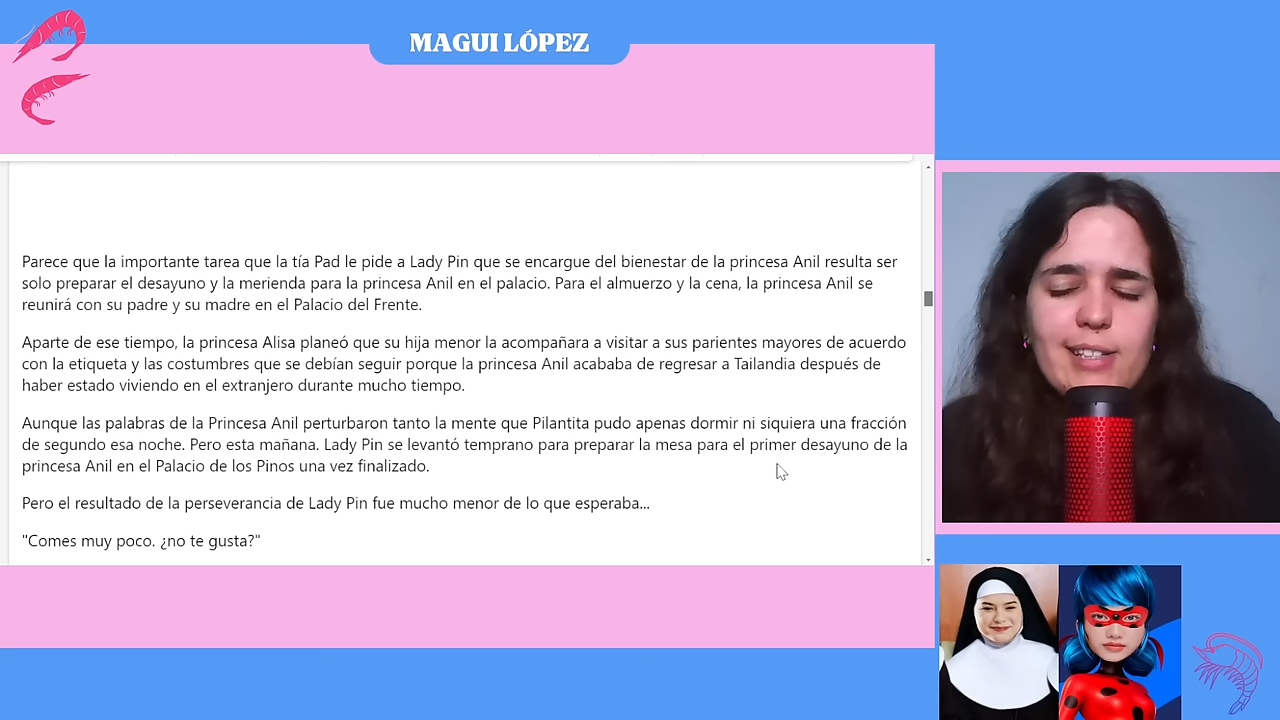 MAGUI LÓPEZ
Parece que la importante tarea que la tía Pad le pide a Lady Pin que se encargue del bienestar de la princesa Anil resulta ser
solo preparar el desayuno y la merienda para la princesa Anil en el palacio. Para el almuerzo y la cena, la princesa Anil se
reunirá con su padre y su madre en el Palacio del Frente.
Aparte de ese tiempo, la princesa Alisa planeó que su hija menor la acompañara a visitar a sus parientes mayores de acuerdo
con la etiqueta y las costumbres que se debían seguir porque la princesa Anil acababa de regresar a Tailandia después de
haber estado viviendo en el extranjero durante mucho tiempo.
Aunque las palabras de la Princesa Anil perturbaron tanto la mente que Pilantita pudo apenas dormir ni siquiera una fracción
de segundo esa noche. Pero esta mañana. Lady Pin se levantó temprano para preparar la mesa para el primer desayuno de la
princesa Anil en el Palacio de los Pinos una vez finalizado.
Pero el resultado de la perseverancia de Lady Pin fue mucho menor de lo que esperaba...
"Comes muy poco. ¿no te gusta?"